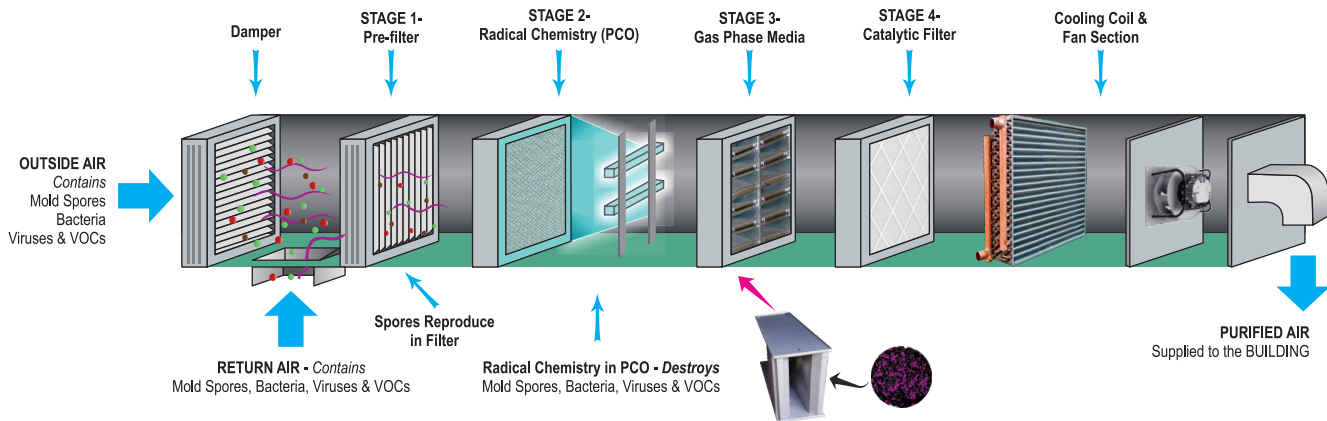 Damper
STAGE 1-
Pre-filter
STAGE 2-
Radical Chemistry (PCO)
STAGE 3-
Gas Phase Media
STAGE 4-
Catalytic Filter
Cooling Coil &
Fan Section
OUTSIDE AIR
Contains
Mold Spores
Bacteria
Viruses & VOCs
Spores Reproduce
in Filter
RETURN AIR - Contains
Mold Spores, Bacteria, Viruses & VOCs
Radical Chemistry in PCO - Destroys
Mold Spores, Bacteria, Viruses & VOCs
PURIFIED AIR
Supplied to the BUILDING